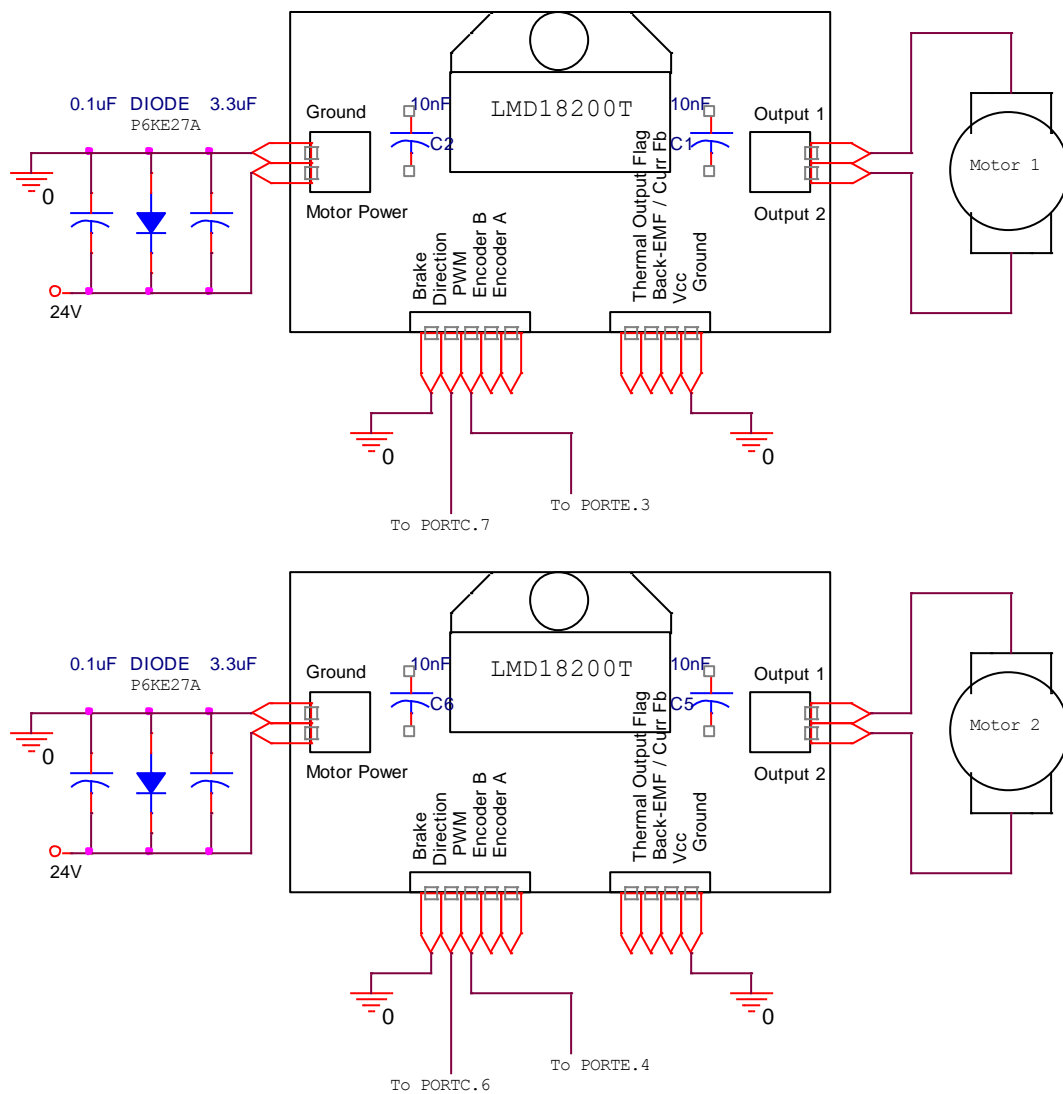 0.1uF DIODE 3.3uF
P6KE27A
0
24V
Ground
Motor Power
10nF
C2
LMD18200T
10nF
C1
Output 1
Output 2
Motor 1
Brake
Direction
PWM
Encoder B
Encoder A
Thermal Output Flag
Back-EMF / Curr Fb
Vcc
Ground
0
0
To PORTC.7
To PORTE.3
0.1uF DIODE 3.3uF
P6KE27A
0
24V
Ground
Motor Power
10nF
C6
LMD18200T
10nF
C5
Output 1
Output 2
Motor 2
Brake
Direction
PWM
Encoder B
Encoder A
Thermal Output Flag
Back-EMF / Curr Fb
Vcc
Ground
0
0
To PORTC.6
To PORTE.4